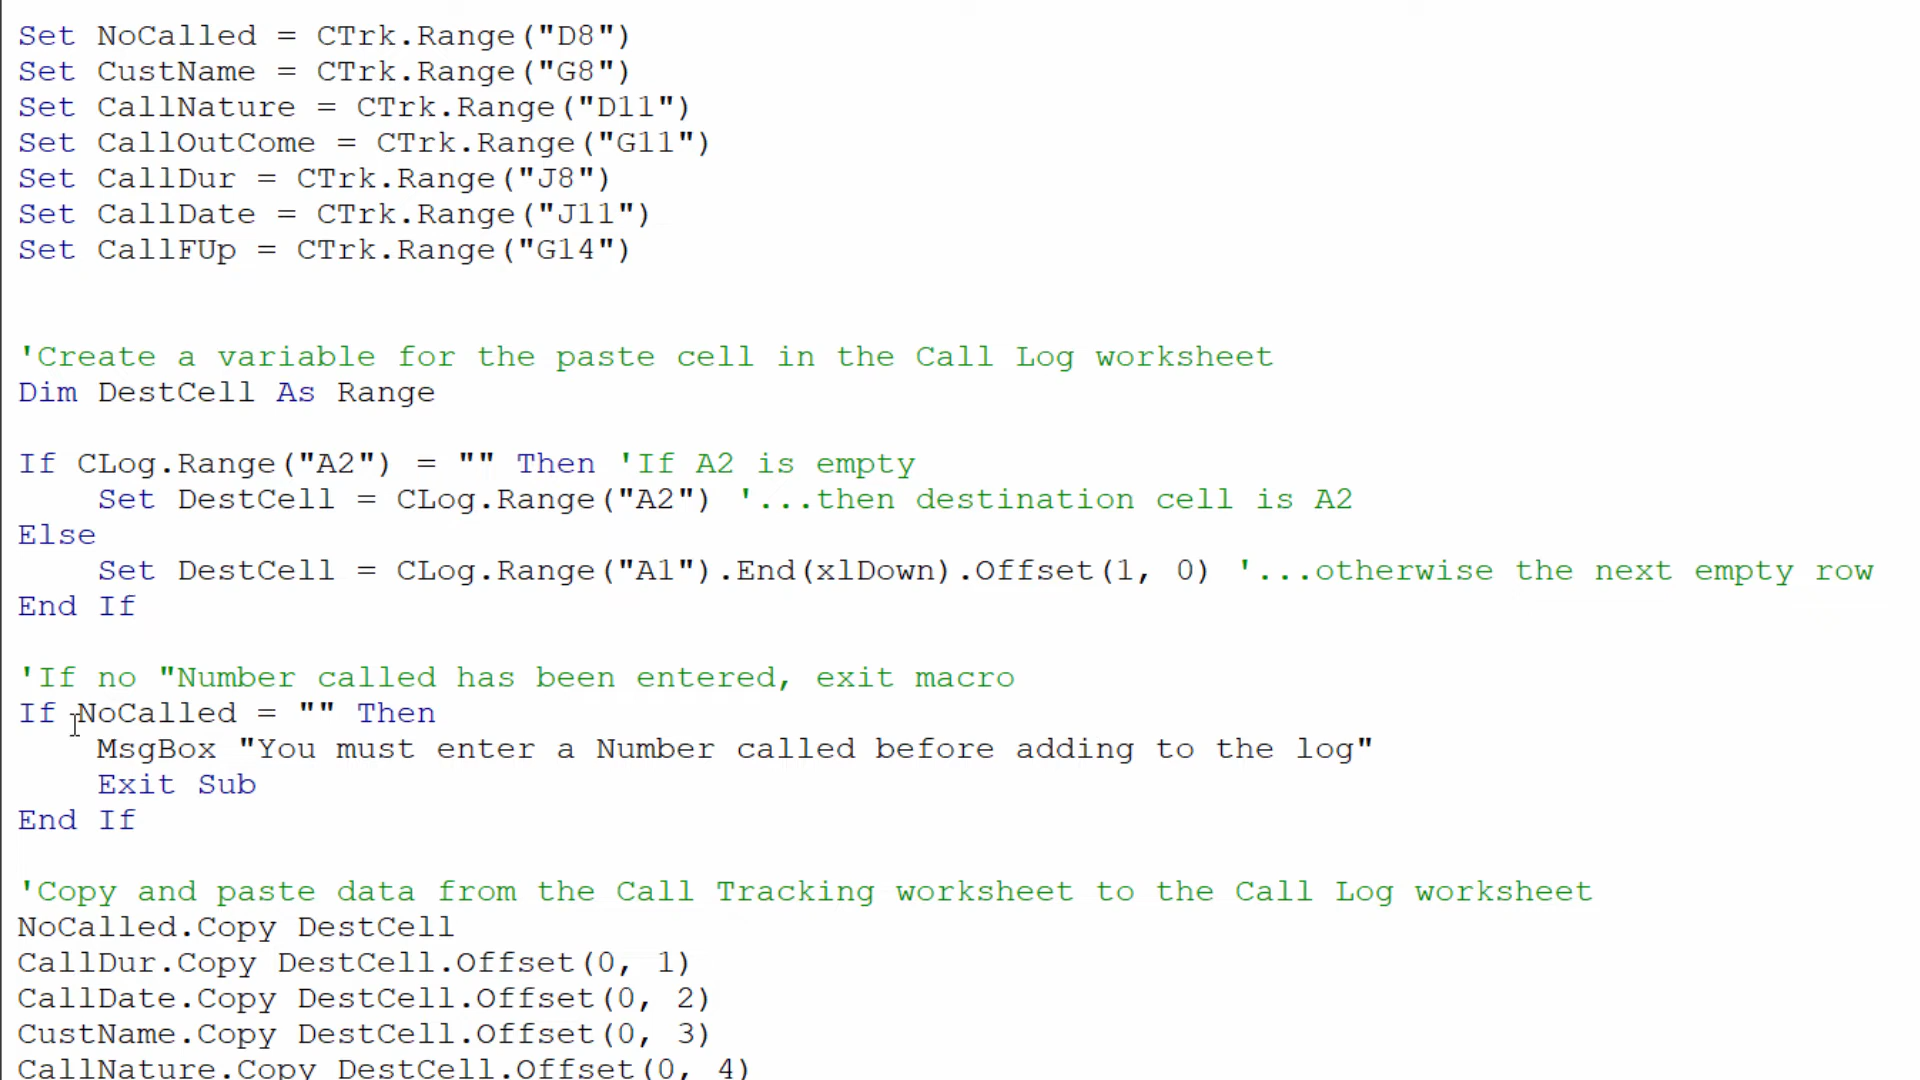 Set NoCalled = CTrk.Range("D8")
Set CustName = CTrk.Range("G8")
Set CallNature = CTrk.Range("D11")
Set CallOutCome = CTrk.Range("G11")
Set CallDur = CTrk.Range("J8")
Set CallDate = CTrk.Range("J11")
Set CallFUp = CTrk.Range("G14")
'Create a variable for the paste cell in the Call Log worksheet
Dim DestCell As Range
If CLog.Range("A2") = "" Then 'If A2 is empty
    Set DestCell = CLog.Range("A2") '...then destination cell is A2
Else
    Set DestCell = CLog.Range("A1").End(xlDown).Offset(1, 0) '...otherwise the next empty row
End If
'If no "Number called has been entered, exit macro
If NoCalled = "" Then
    MsgBox "You must enter a Number called before adding to the log"
    Exit Sub
End If
'Copy and paste data from the Call Tracking worksheet to the Call Log worksheet
NoCalled.Copy DestCell
CallDur.Copy DestCell.Offset(0, 1)
CallDate.Copy DestCell.Offset(0, 2)
CustName.Copy DestCell.Offset(0, 3)
CallNature.Copy DestCell.Offset(0, 4)